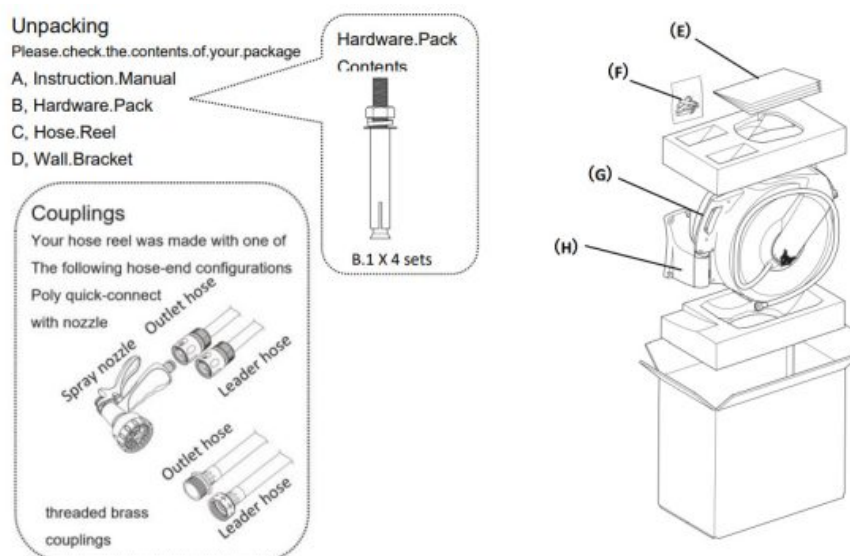 Unpacking
Please.check.the.contents.of.your.package
A, Instruction.Manual
B, Hardware.Pack
C, Hose.Reel
D, Wall.Bracket
Hardware.Pack
Contents
B.1 X 4 sets
Couplings
Your hose reel was made with one of
The following hose-end configurations
Poly quick-connect
with nozzle
Outlet hose
Spray nozzle
Leader hose
Outlet hose
Leader hose
threaded brass
couplings
(E)
(F)
(G)
(H)